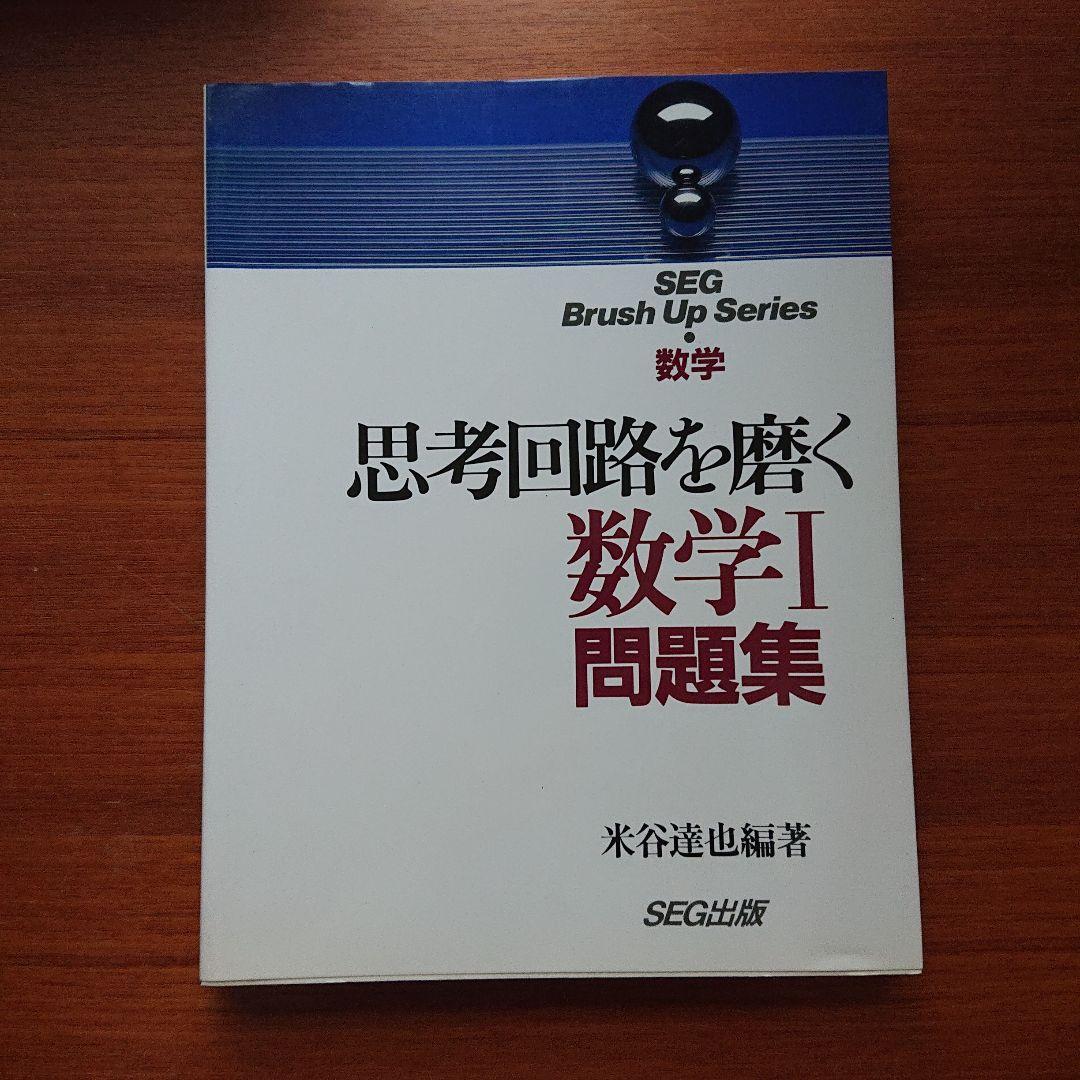 SEG
Brush Up Series
・
数学
思考回路を磨く
数学I
問題集
米谷達也編著
SEG出版